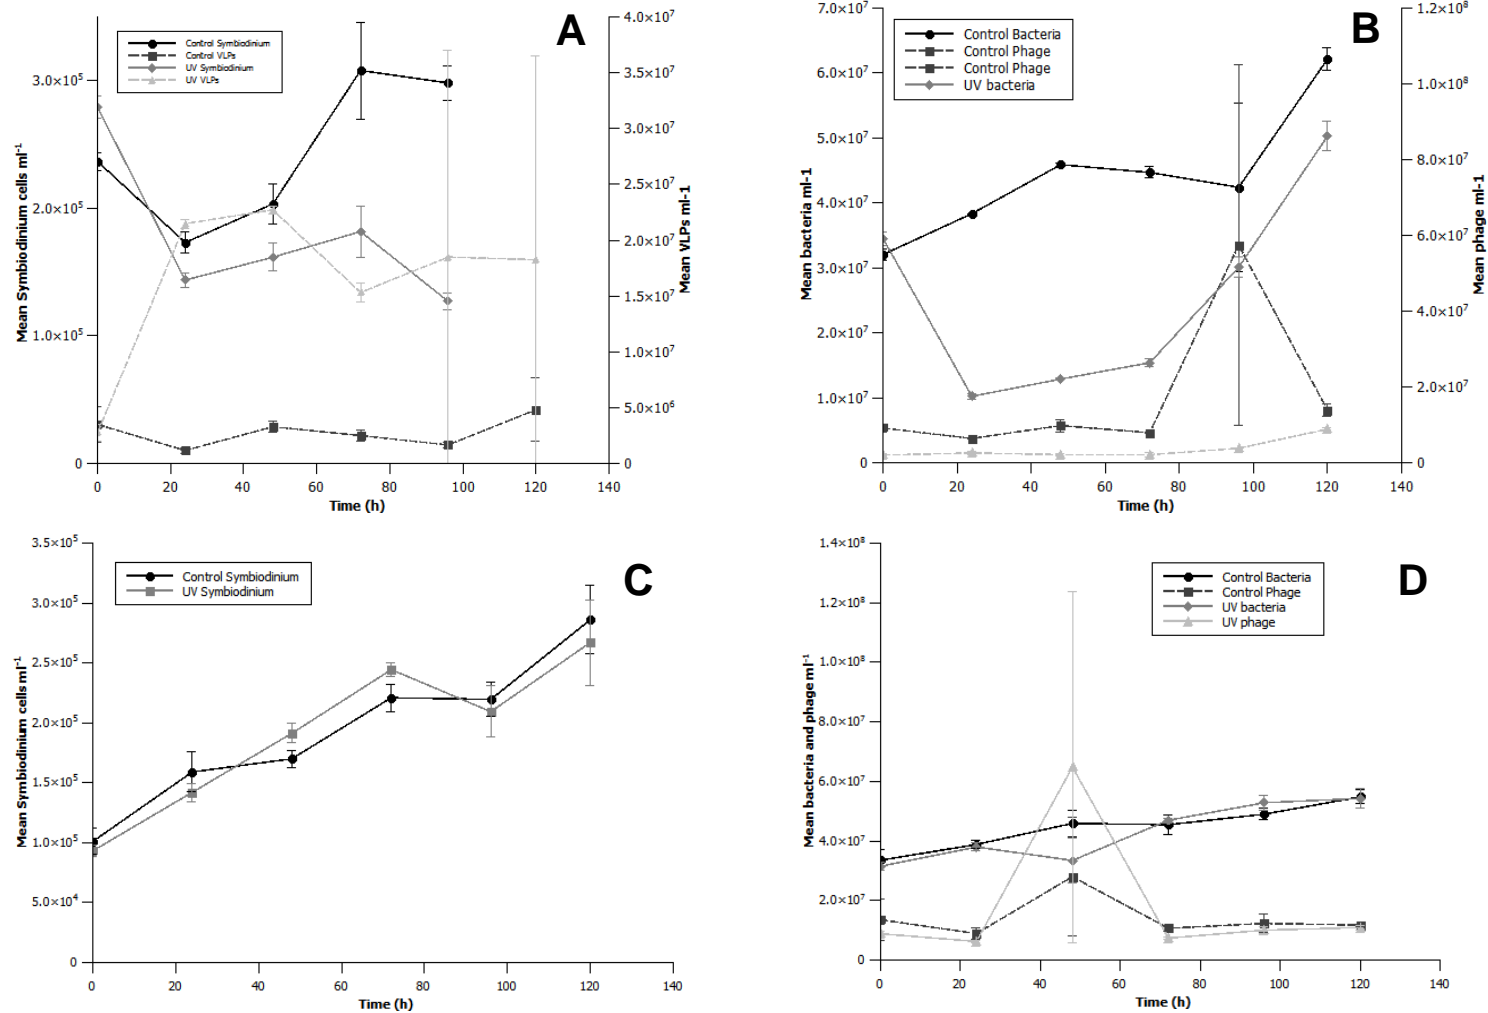 A
Control Symbiodinium
Control VLPs
UV Symbiodinium
UV VLPs
Mean Symbiodinium cells ml⁻¹
3.0×10⁵
2.0×10⁵
1.0×10⁵
0
4.0×10⁷
3.5×10⁷
3.0×10⁷
2.5×10⁷
2.0×10⁷
1.5×10⁷
1.0×10⁷
5.0×10⁶
0
Mean VLPs ml-1
0 20 40 60 80 100 120 140
Time (h)
B
Control Bacteria
Control Phage
Control Phage
UV bacteria
Mean bacteria ml-1
7.0×10⁷
6.0×10⁷
5.0×10⁷
4.0×10⁷
3.0×10⁷
2.0×10⁷
1.0×10⁷
0
1.2×10⁸
1.0×10⁸
8.0×10⁷
6.0×10⁷
4.0×10⁷
2.0×10⁷
0
Mean phage ml-1
0 20 40 60 80 100 120 140
Time (h)
C
Control Symbiodinium
UV Symbiodinium
Mean Symbiodinium cells ml⁻¹
3.5×10⁵
3.0×10⁵
2.5×10⁵
2.0×10⁵
1.5×10⁵
1.0×10⁵
5.0×10⁴
0
0 20 40 60 80 100 120 140
Time (h)
D
Control Bacteria
Control Phage
UV bacteria
UV phage
Mean bacteria and phage ml⁻¹
1.4×10⁸
1.2×10⁸
1.0×10⁸
8.0×10⁷
6.0×10⁷
4.0×10⁷
2.0×10⁷
0
0 20 40 60 80 100 120 140
Time (h)